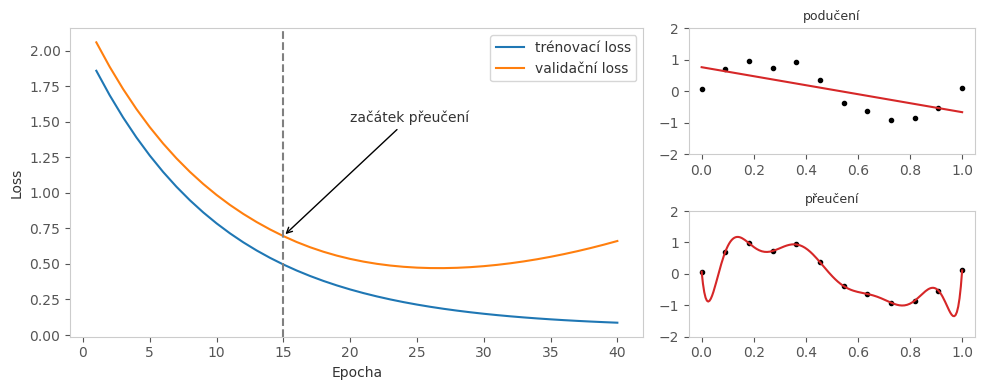 trénovací loss
validační loss
začátek přeučení
Loss
2.00
1.75
1.50
1.25
1.00
0.75
0.50
0.25
0.00
0 5 10 15 20 25 30 35 40
Epocha
podučení
2
1
0
−1
−2
0.0 0.2 0.4 0.6 0.8 1.0
přeučení
2
1
0
−1
−2
0.0 0.2 0.4 0.6 0.8 1.0